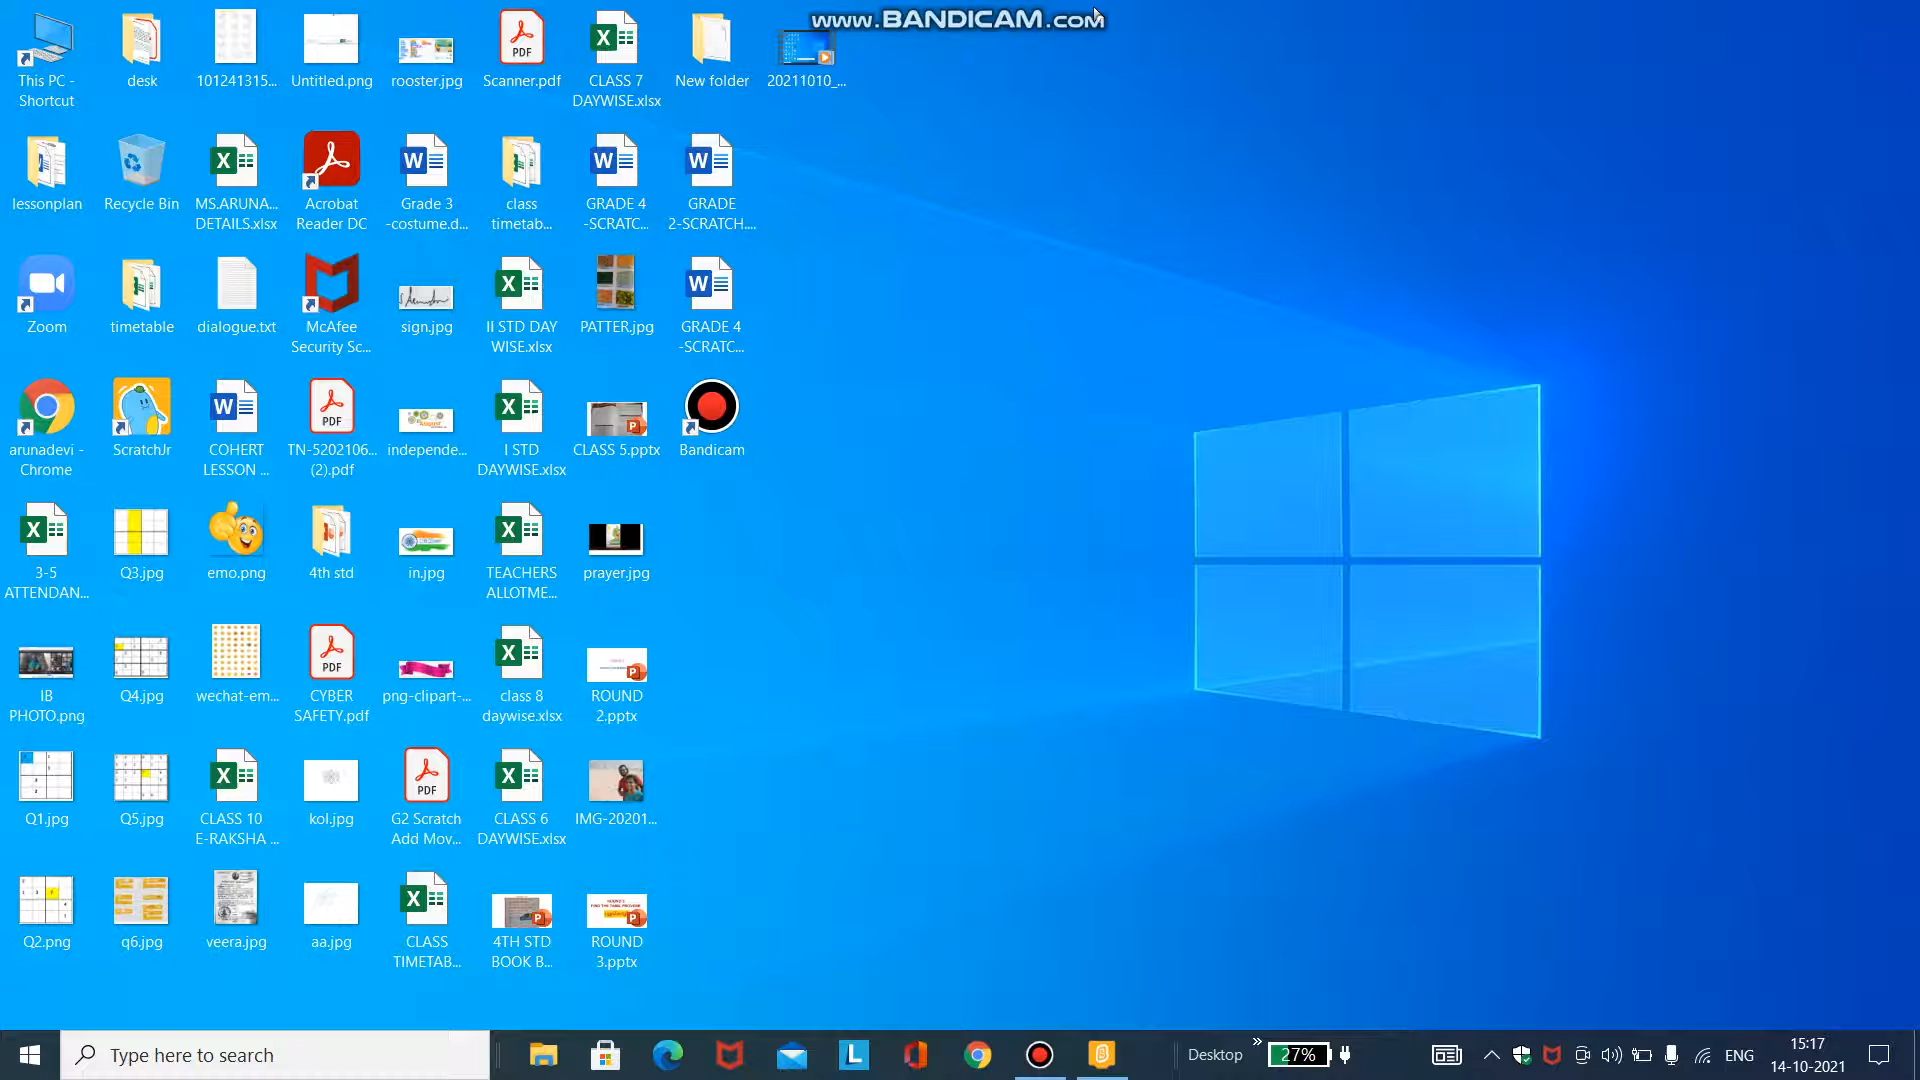 www.BANDICAM.com
This PC -
Shortcut
desk
101241315...
Untitled.png
rooster.jpg
Scanner.pdf
CLASS 7
DAYWISE.xlsx
New folder
20211010_...
lessonplan
Recycle Bin
MS.ARUNA...
DETAILS.xlsx
Acrobat
Reader DC
Grade 3
-costume.d...
class
timetab...
GRADE 4
-SCRATC...
GRADE
2-SCRATCH....
Zoom
timetable
dialogue.txt
McAfee
Security Sc...
sign.jpg
II STD DAY
WISE.xlsx
PATTER.jpg
GRADE 4
-SCRATC...
arunadevi -
Chrome
ScratchJr
COHERT
LESSON ...
TN-5202106...
(2).pdf
independe...
I STD
DAYWISE.xlsx
CLASS 5.pptx
Bandicam
3-5
ATTENDAN...
Q3.jpg
emo.png
4th std
in.jpg
TEACHERS
ALLOTME...
prayer.jpg
IB
PHOTO.png
Q4.jpg
wechat-em...
CYBER
SAFETY.pdf
png-clipart-...
class 8
daywise.xlsx
ROUND
2.pptx
Q1.jpg
Q5.jpg
CLASS 10
E-RAKSHA ...
kol.jpg
G2 Scratch
Add Mov...
CLASS 6
DAYWISE.xlsx
IMG-20201...
Q2.png
q6.jpg
veera.jpg
aa.jpg
CLASS
TIMETAB...
4TH STD
BOOK B...
ROUND
3.pptx
Type here to search
Desktop
27%
ENG
15:17
14-10-2021